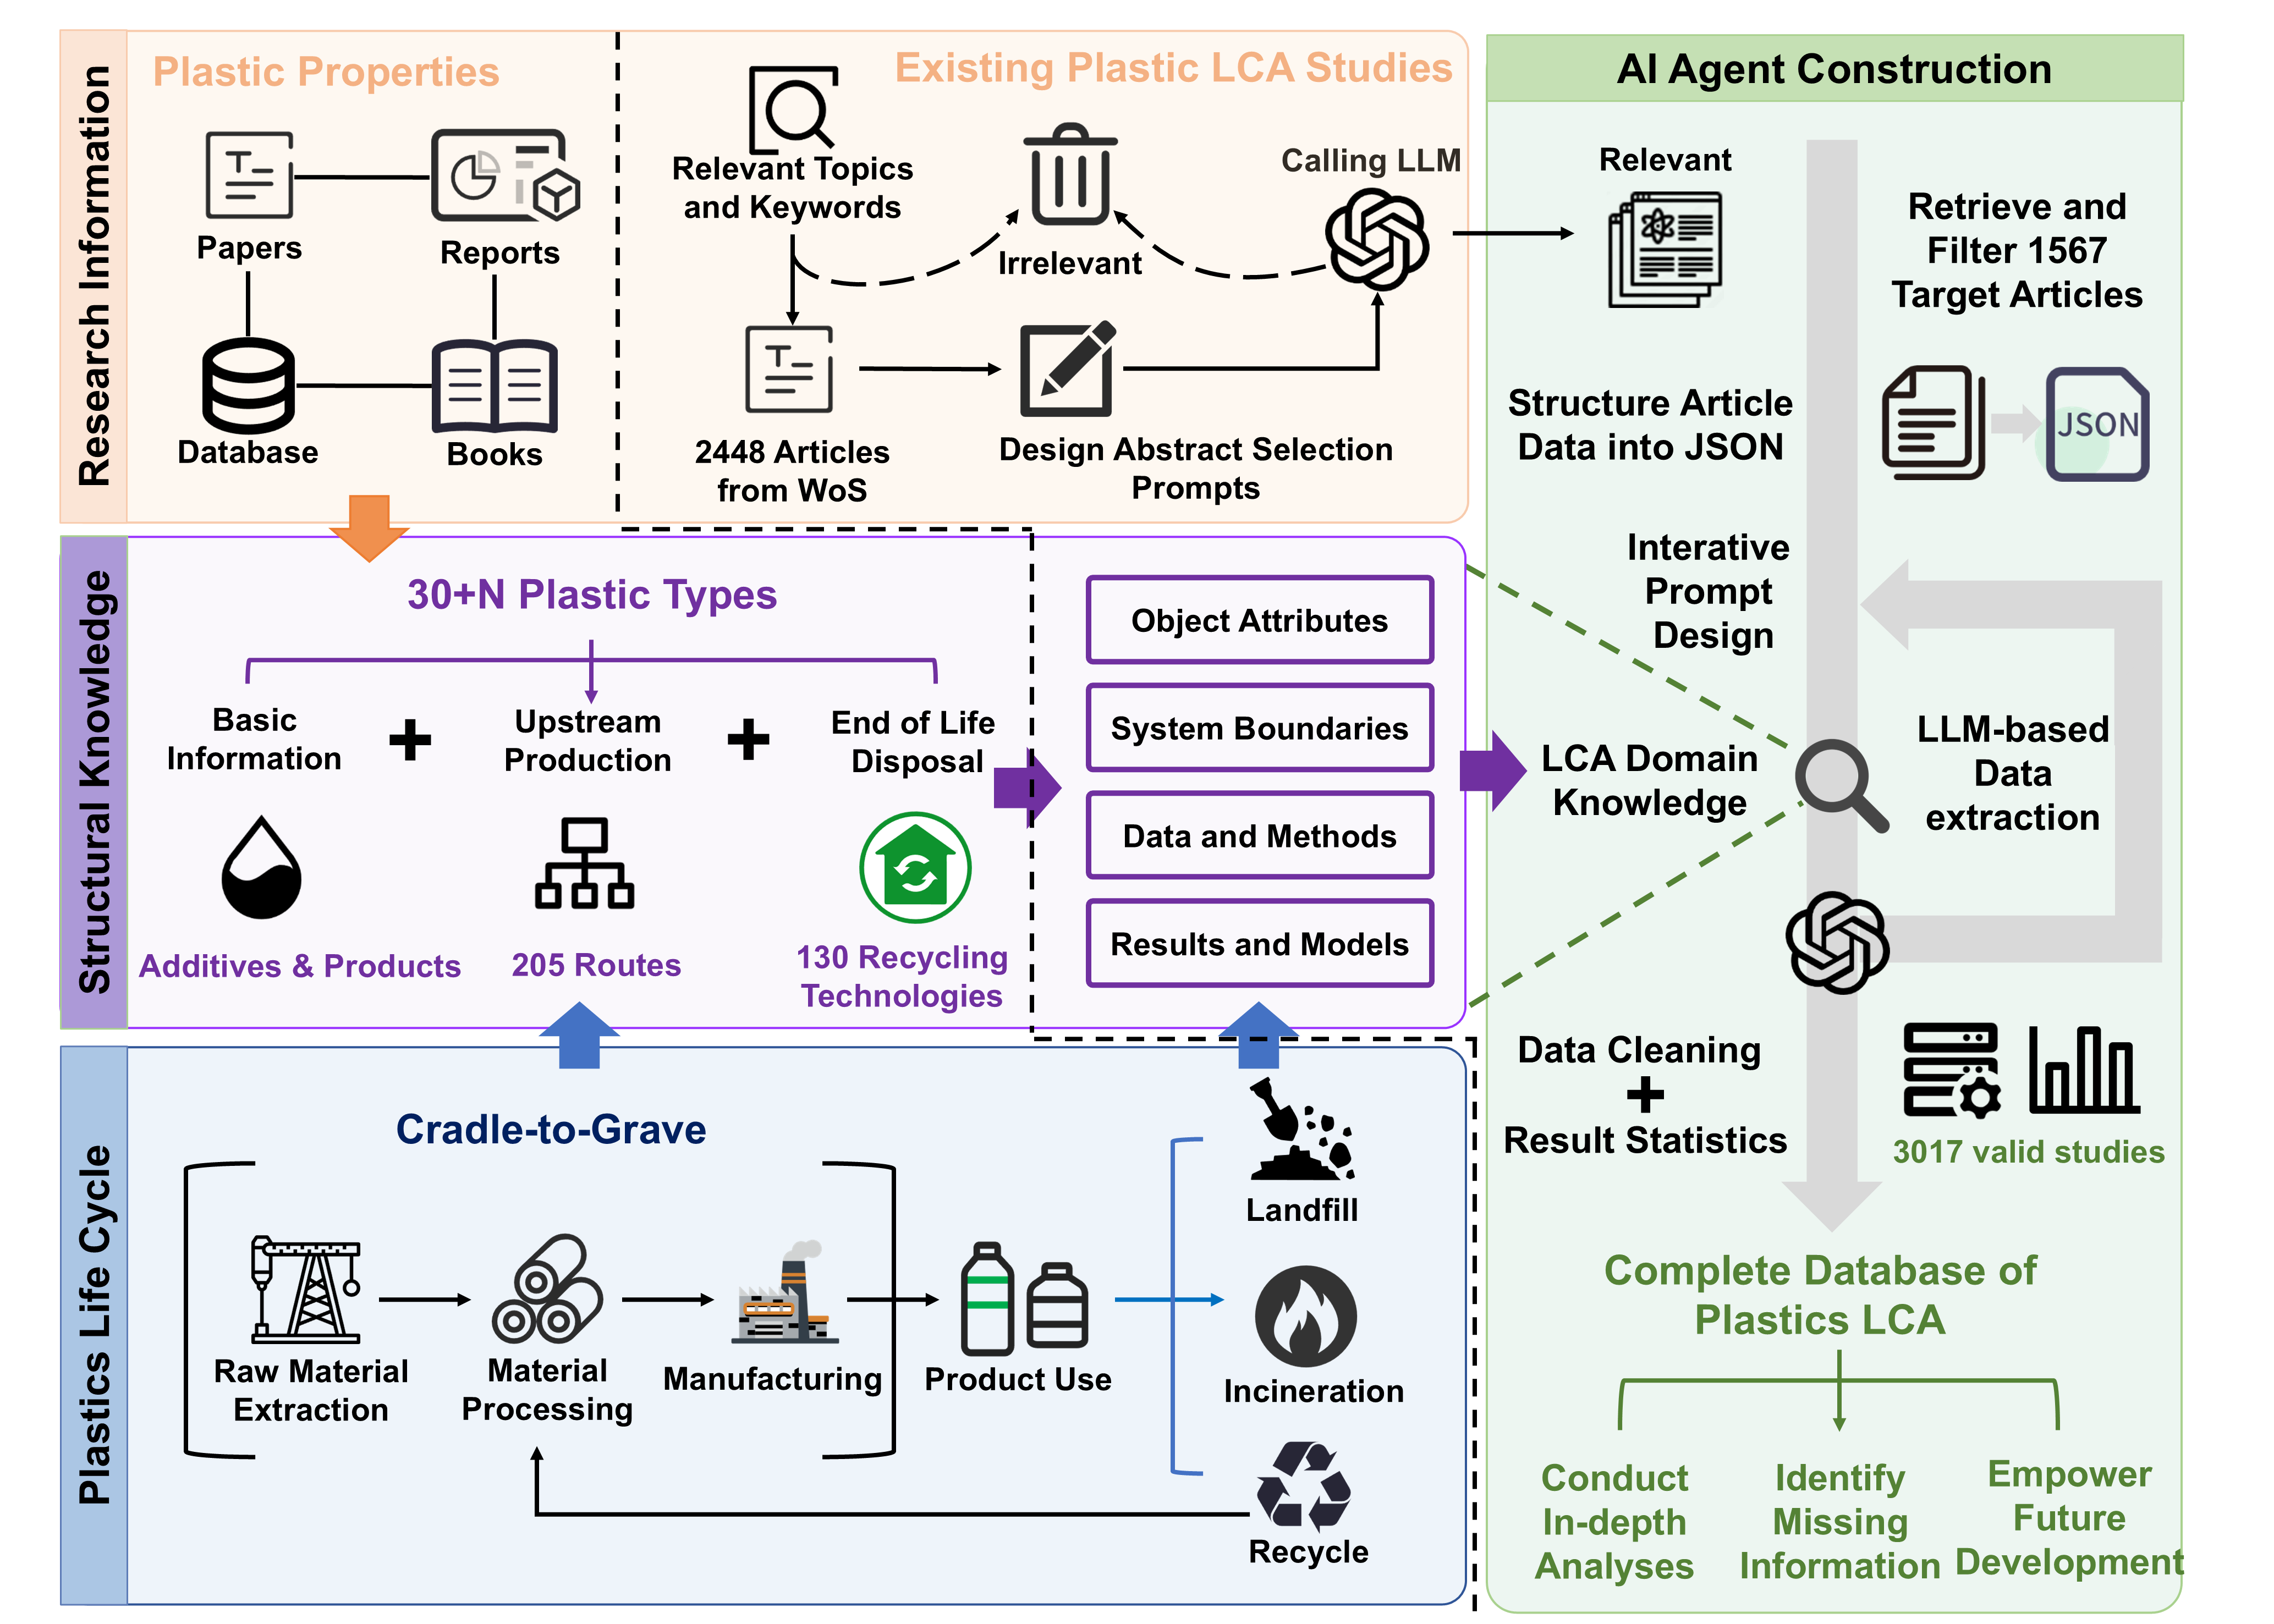 Research Information
Plastic Properties
Papers
Reports
Database
Books
Existing Plastic LCA Studies
Relevant Topics
and Keywords
Irrelevant
Calling LLM
2448 Articles
from WoS
Design Abstract Selection
Prompts
Structural Knowledge
30+N Plastic Types
Basic
Information
Upstream
Production
End of Life
Disposal
Additives & Products
205 Routes
130 Recycling
Technologies
Object Attributes
System Boundaries
Data and Methods
Results and Models
Plastics Life Cycle
Cradle-to-Grave
Raw Material
Extraction
Material
Processing
Manufacturing
Product Use
Landfill
Incineration
Recycle
AI Agent Construction
Relevant
Retrieve and
Filter 1567
Target Articles
Structure Article
Data into JSON
JSON
Interative
Prompt
Design
LCA Domain
Knowledge
LLM-based
Data
extraction
Data Cleaning
+
Result Statistics
3017 valid studies
Complete Database of
Plastics LCA
Conduct
In-depth
Analyses
Identify
Missing
Information
Empower
Future
Development